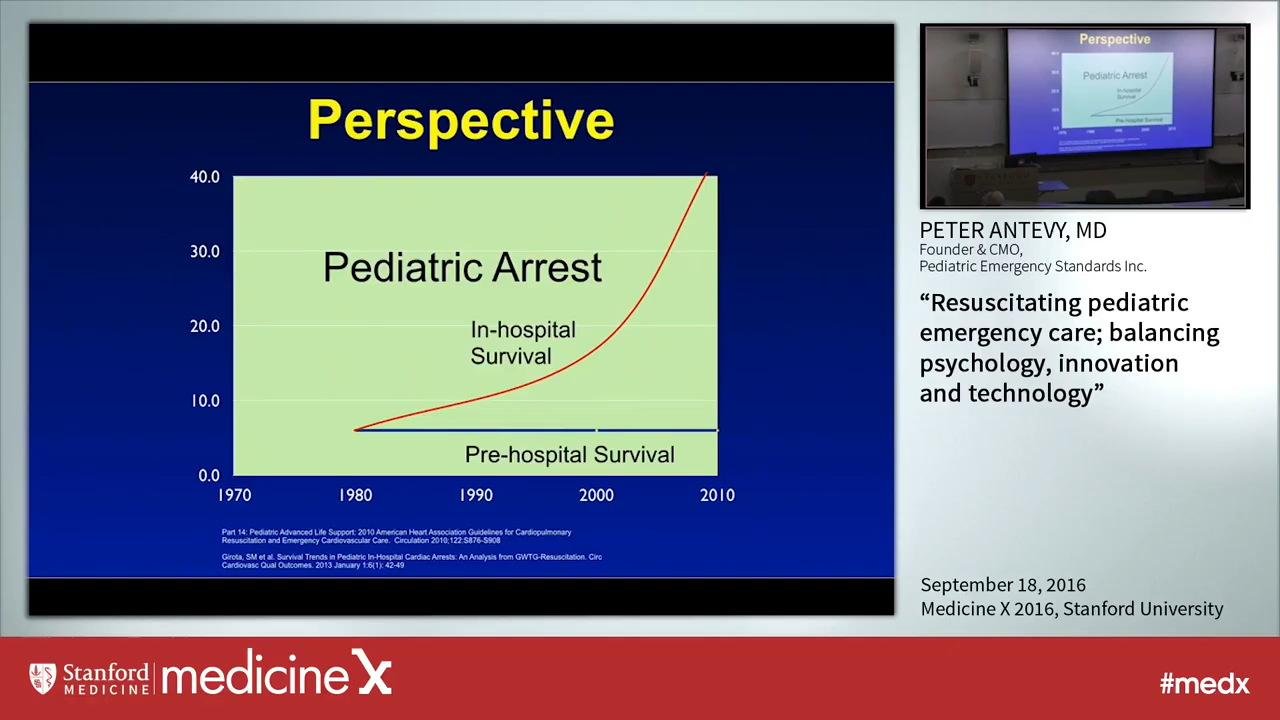 Perspective
40.0
30.0
20.0
10.0
0.0
Pediatric Arrest
In-hospital
Survival
Pre-hospital Survival
1970 1980 1990 2000 2010
Part 14: Pediatric Advanced Life Support: 2010 American Heart Association Guidelines for Cardiopulmonary
Resuscitation and Emergency Cardiovascular Care. Circulation 2010;122:S876-S908
Girota, SM et al. Survival Trends in Pediatric In-Hospital Cardiac Arrests: An Analysis from GWTG-Resuscitation. Circ
Cardiovasc Qual Outcomes. 2013 January 1:6(1): 42-49
Perspective
Pediatric Arrest
In-hospital
Survival
Pre-hospital Survival
PETER ANTEVY, MD
Founder & CMO,
Pediatric Emergency Standards Inc.
“Resuscitating pediatric
emergency care; balancing
psychology, innovation
and technology”
September 18, 2016
Medicine X 2016, Stanford University
Stanford
MEDICINE
medicine X
#medx